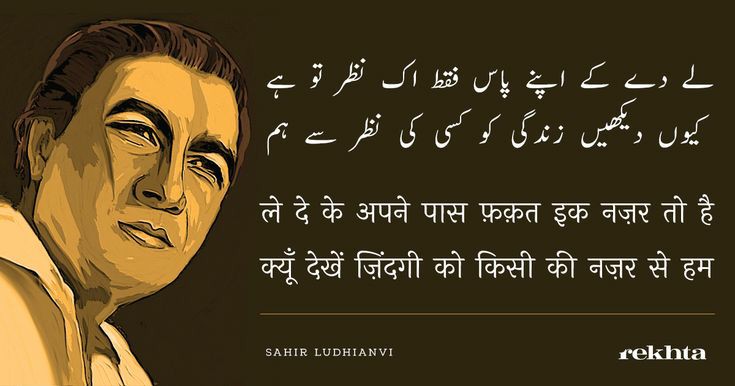 لے دے کے اپنے پاس فقط اک نظر تو ہے
کیوں دیکھیں زندگی کو کسی کی نظر سے ہم
ले दे के अपने पास फ़क़त इक नज़र तो है
क्यूँ देखें ज़िंदगी को किसी की नज़र से हम
SAHIR LUDHIANVI
rekhta